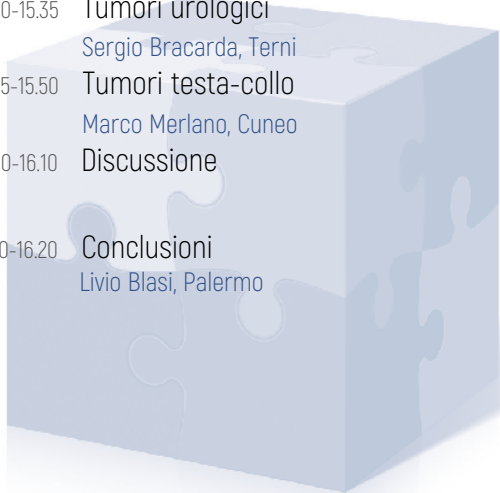 0-15.35 Tumori urologici
Sergio Bracarda, Terni
5-15.50 Tumori testa-collo
Marco Merlano, Cuneo
0-16.10 Discussione
0-16.20 Conclusioni
Livio Blasi, Palermo